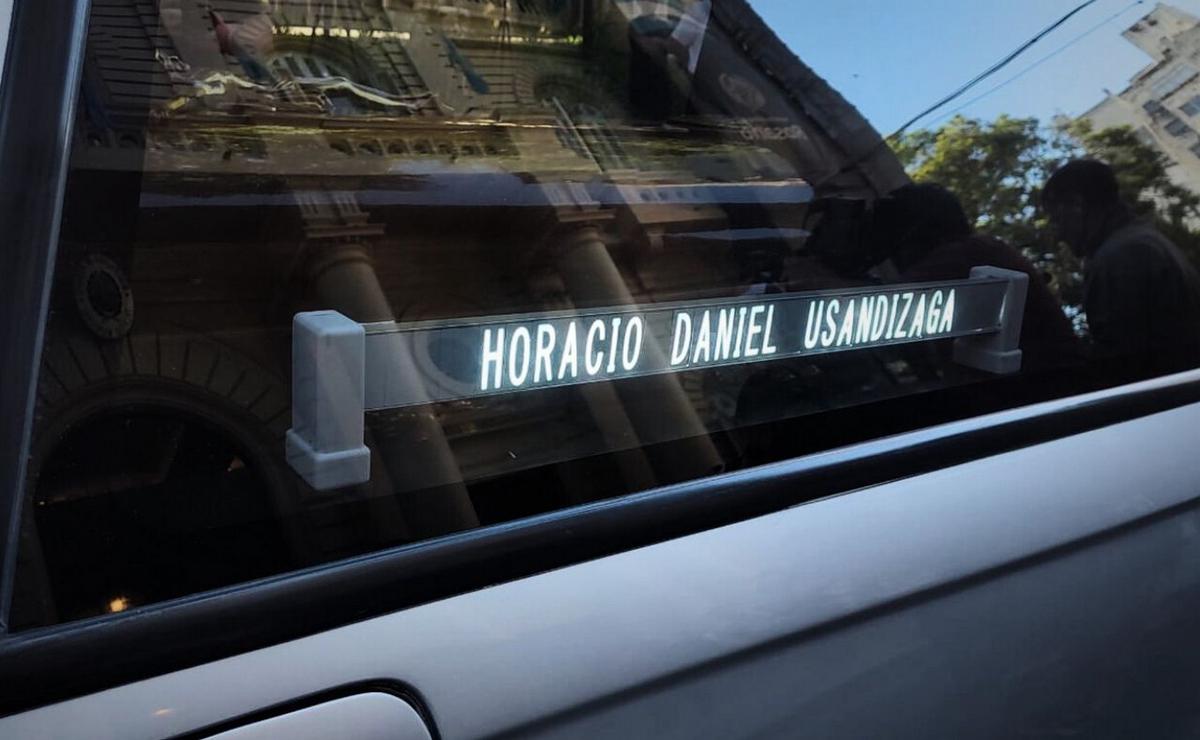 HORACIO DANIEL USANDIZAGA